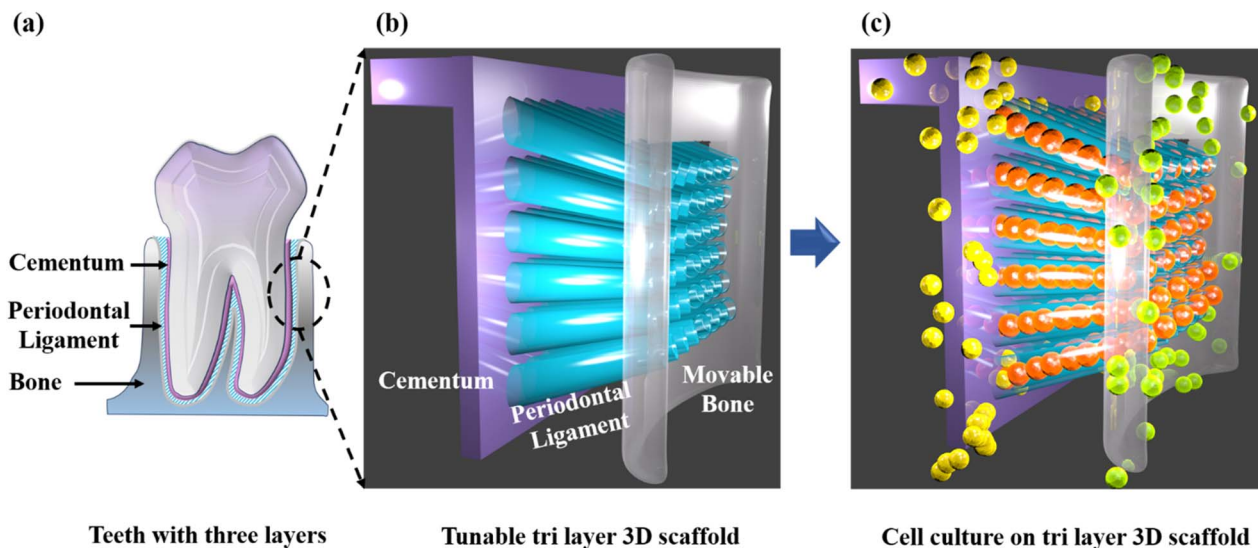 (a)
(b)
(c)
Cementum
Periodontal
Ligament
Bone
Cementum
Periodontal
Ligament
Movable
Bone
Teeth with three layers
Tunable tri layer 3D scaffold
Cell culture on tri layer 3D scaffold